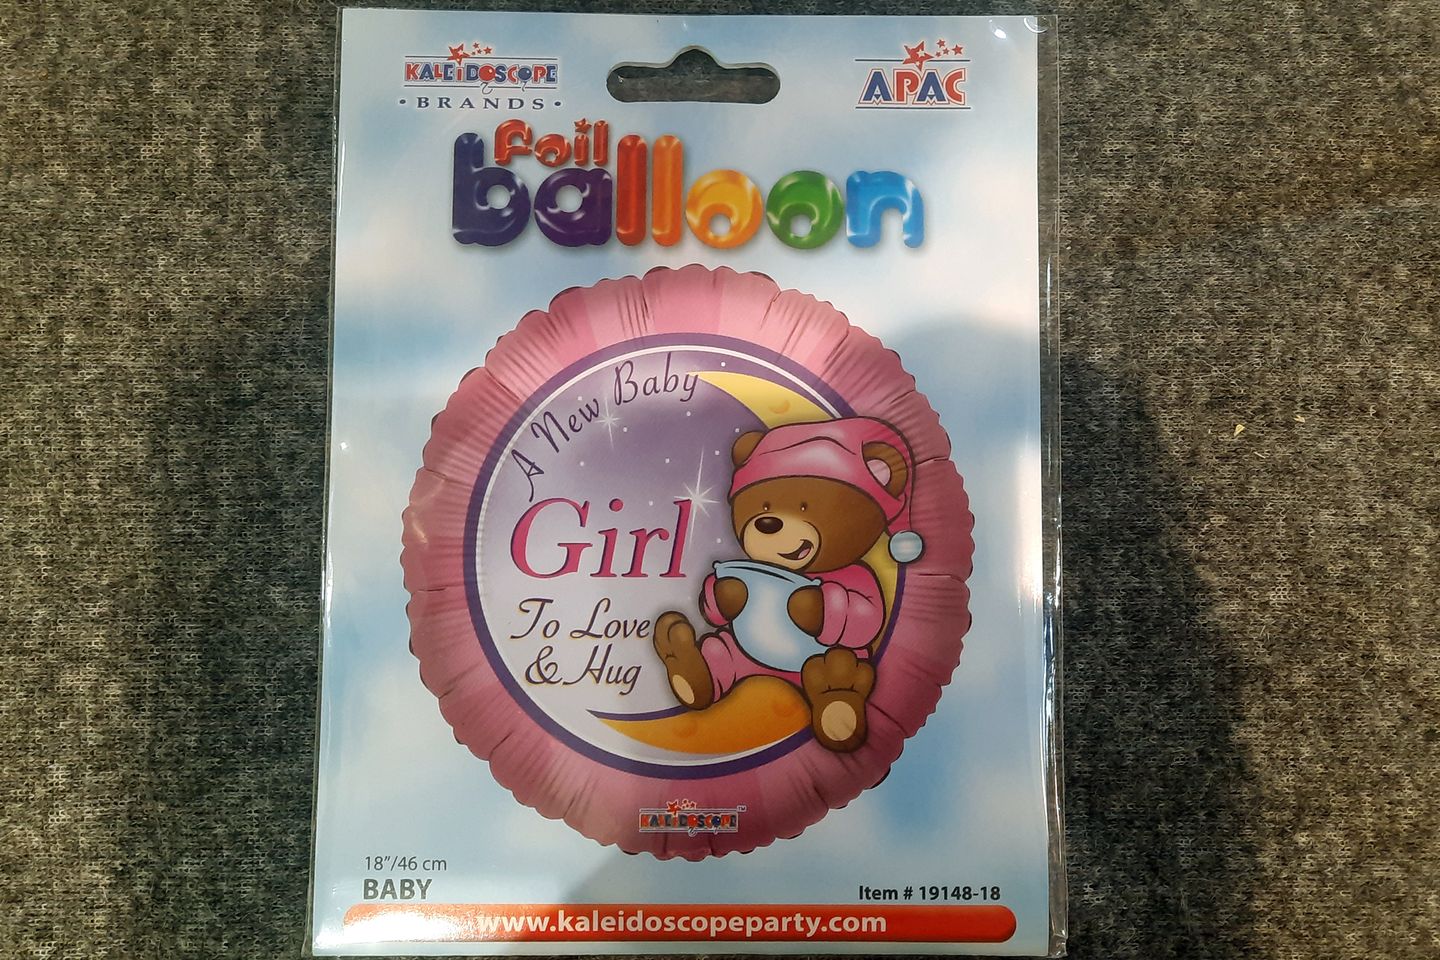 KALEIDOSCOPE
• BRANDS •
APAC
foil
balloon
A New Baby
Girl
To Love
& Hug
KALEIDOSCOPE™
18"/46 cm
BABY
Item # 19148-18
www.kaleidoscopeparty.com